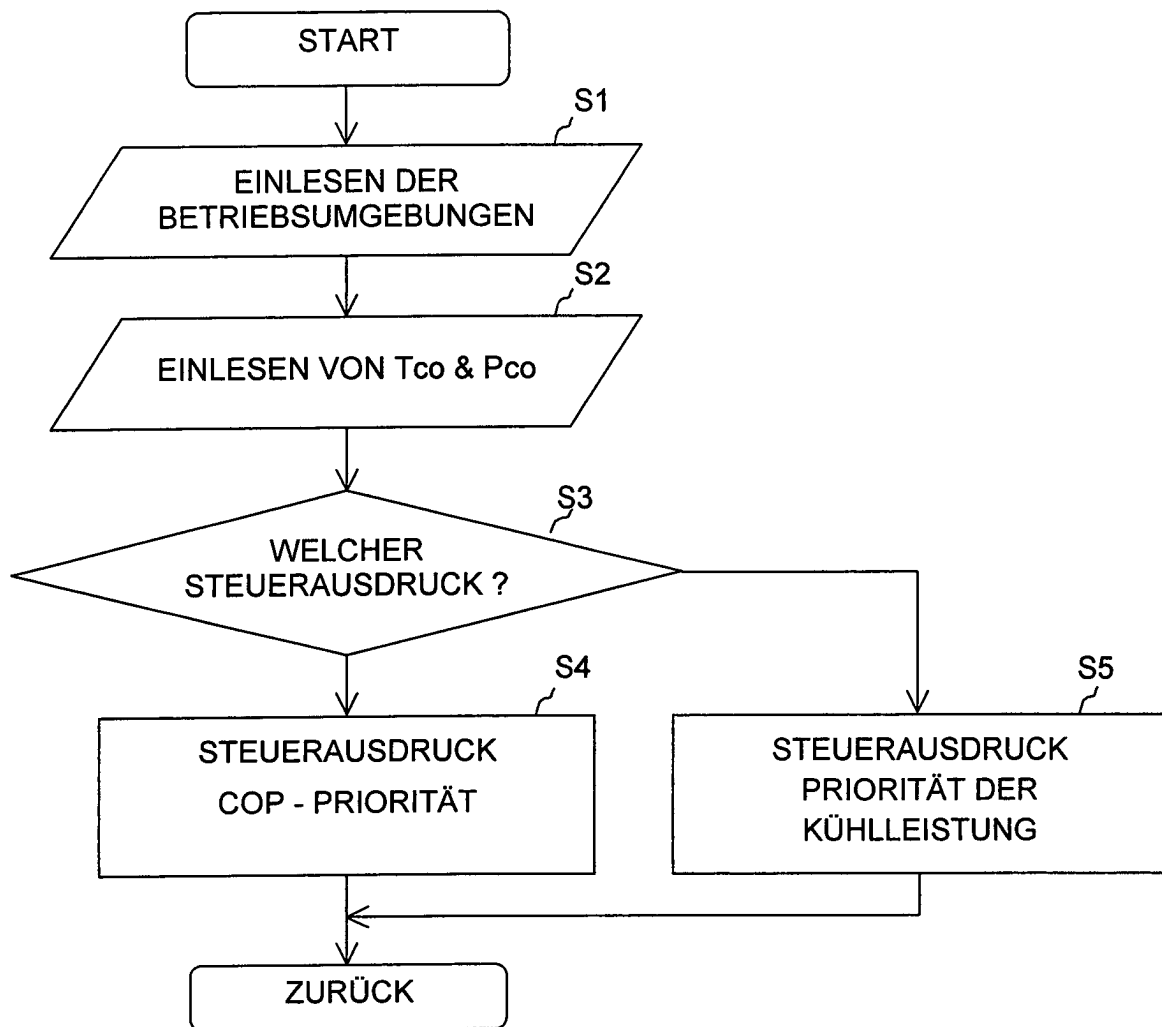 START
S1
EINLESEN DER
BETRIEBSUMGEBUNGEN
S2
EINLESEN VON Tco & Pco
S3
WELCHER
STEUERAUSDRUCK ?
S4
STEUERAUSDRUCK
COP - PRIORITÄT
S5
STEUERAUSDRUCK
PRIORITÄT DER
KÜHLLEISTUNG
ZURÜCK